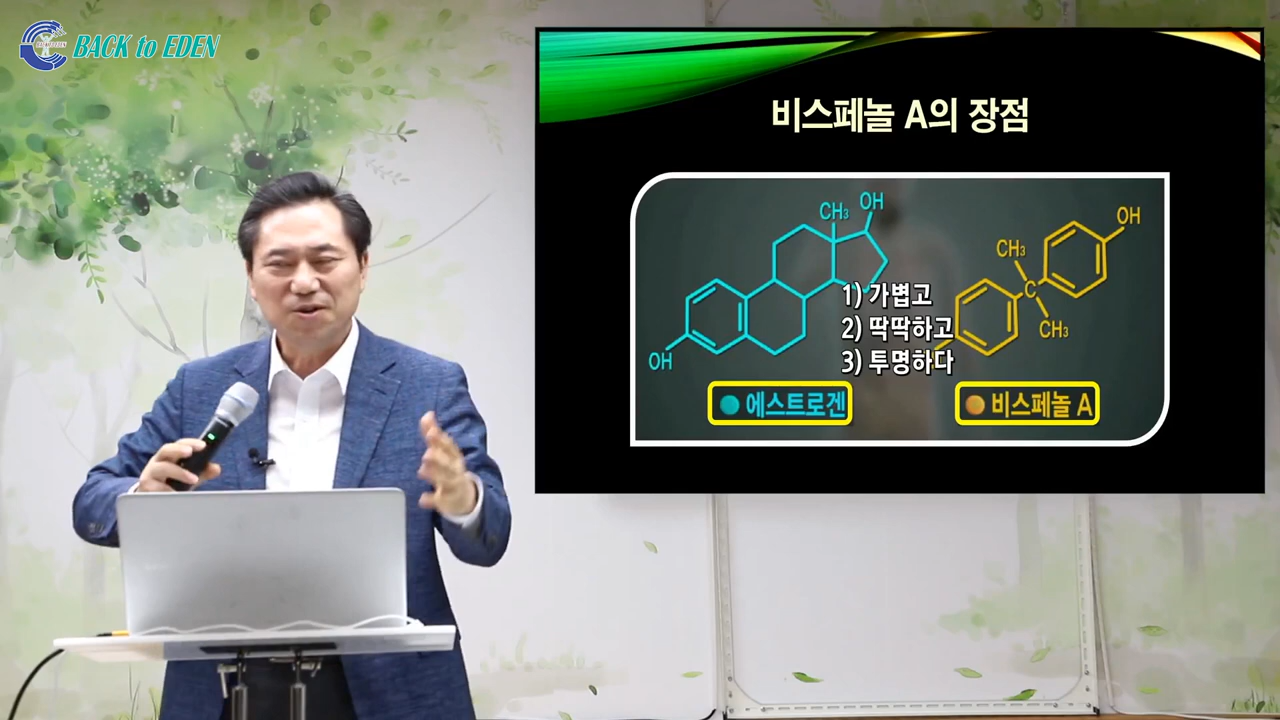 BACK to EDEN
비스페놀 A의 장점
CH₃
OH
OH
CH₃
C
CH₃
OH
1) 가볍고
2) 딱딱하고
3) 투명하다
에스트로겐
비스페놀 A